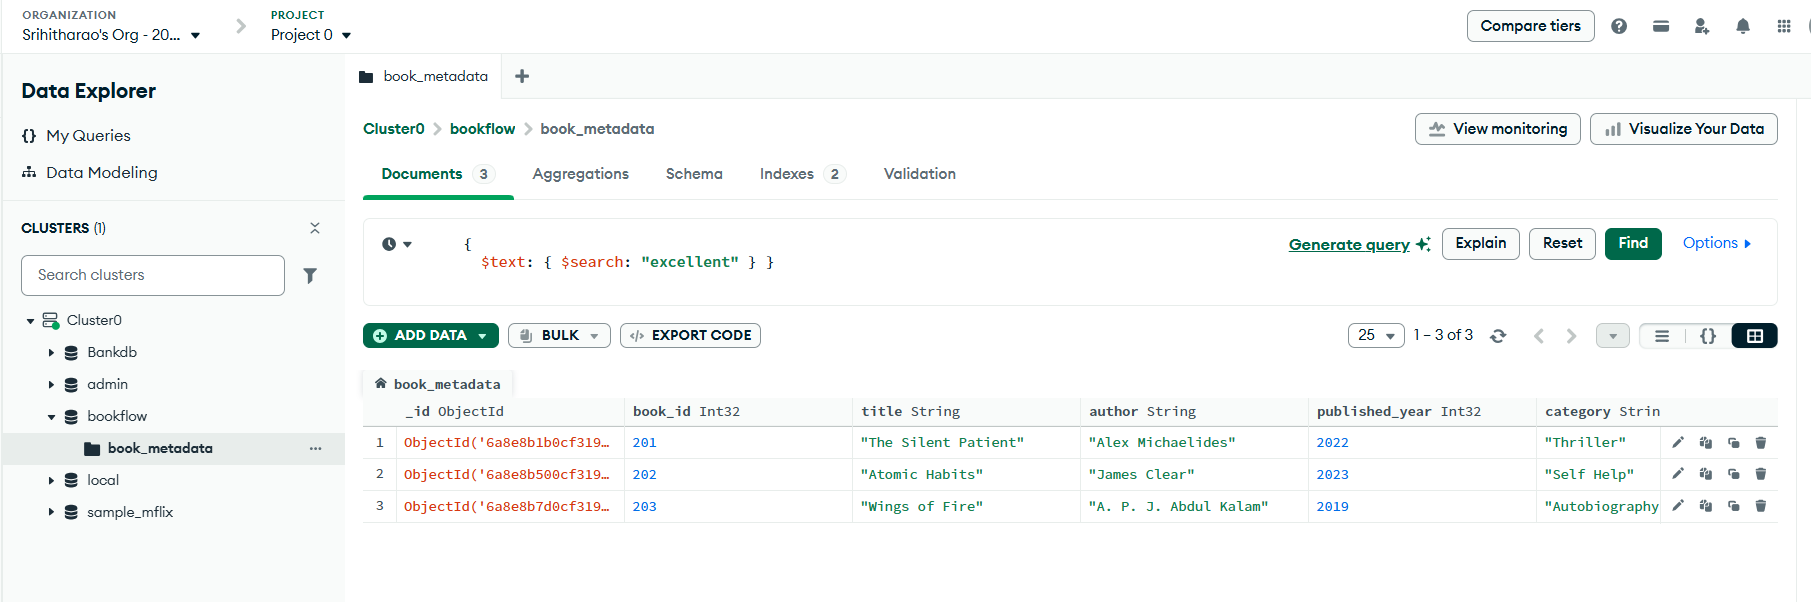 ORGANIZATION
Srihitharao's Org - 20...
PROJECT
Project 0
Compare tiers
Data Explorer
My Queries
Data Modeling
CLUSTERS (1)
Search clusters
Cluster0
Bankdb
admin
bookflow
book_metadata
local
sample_mflix
book_metadata
Cluster0 > bookflow > book_metadata
View monitoring
Visualize Your Data
Documents 3
Aggregations
Schema
Indexes 2
Validation
{
$text: { $search: "excellent" } }
Generate query
Explain
Reset
Find
Options
ADD DATA
BULK
EXPORT CODE
25
1 – 3 of 3
book_metadata
_id ObjectId book_id Int32 title String author String published_year Int32 category Strin
1 ObjectId('6a8e8b1b0cf319... 201 "The Silent Patient" "Alex Michaelides" 2022 "Thriller"
2 ObjectId('6a8e8b500cf319... 202 "Atomic Habits" "James Clear" 2023 "Self Help"
3 ObjectId('6a8e8b7d0cf319... 203 "Wings of Fire" "A. P. J. Abdul Kalam" 2019 "Autobiography